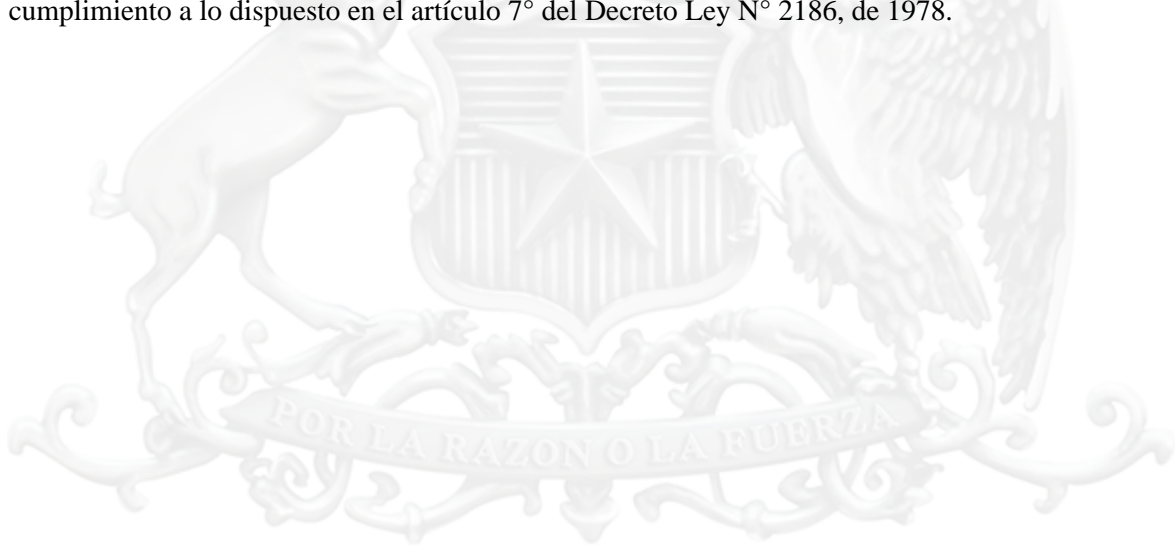 cumplimiento a lo dispuesto en el artículo 7° del Decreto Ley N° 2186, de 1978.
POR LA RAZON O LA FUERZA